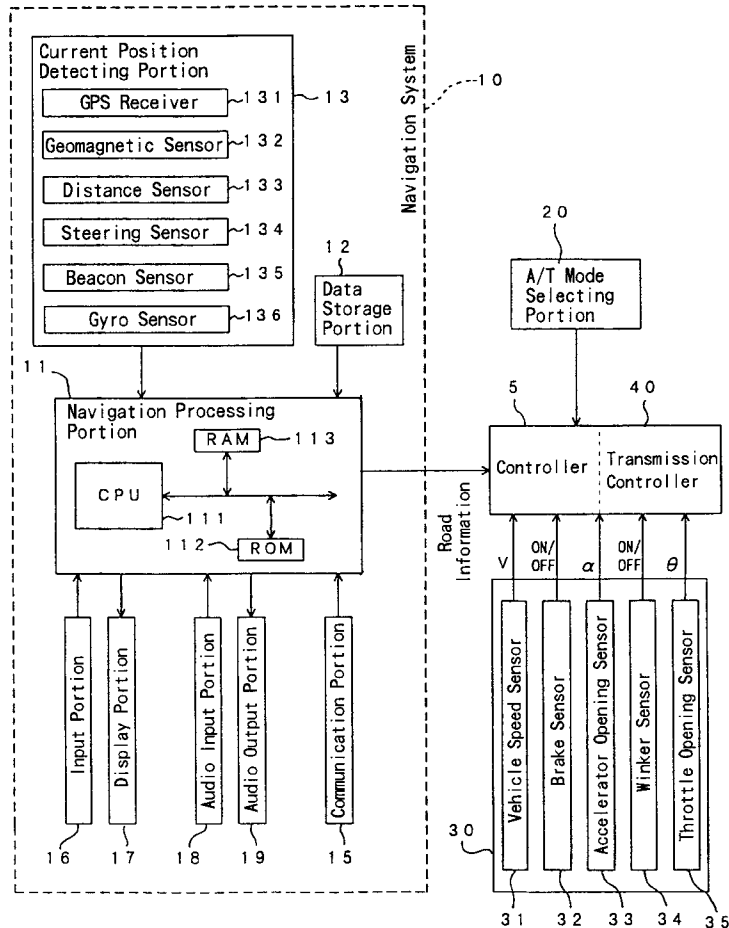 Current Position
Detecting Portion
GPS Receiver
131
13
Geomagnetic Sensor
132
Distance Sensor
133
Steering Sensor
134
Beacon Sensor
135
Gyro Sensor
136
Navigation System
10
12
Data
Storage
Portion
20
A/T Mode
Selecting
Portion
11
Navigation Processing
Portion
RAM
113
CPU
111
112
ROM
5
40
Controller
Transmission
Controller
Road
Information
V
ON/
OFF
α
ON/
OFF
θ
Input Portion
Display Portion
Audio Input Portion
Audio Output Portion
Communication Portion
16
17
18
19
15
Vehicle Speed Sensor
Brake Sensor
Accelerator Opening Sensor
Winker Sensor
Throttle Opening Sensor
30
31
32
33
34
35